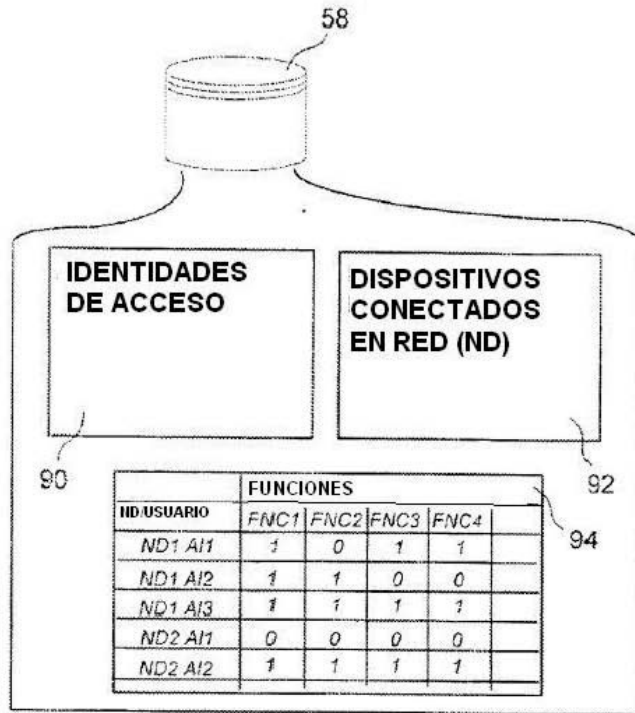 58
IDENTIDADES
DE ACCESO
DISPOSITIVOS
CONECTADOS
EN RED (ND)
90
92
FUNCIONES
94
ND/USUARIO FNC1 FNC2 FNC3 FNC4
ND1 AI1 1 0 1 1
ND1 AI2 1 1 0 0
ND1 AI3 1 1 1 1
ND2 AI1 0 0 0 0
ND2 AI2 1 1 1 1